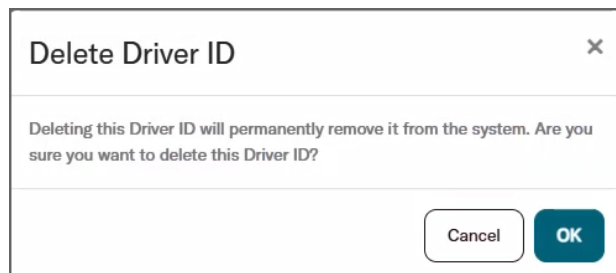 Delete Driver ID
Deleting this Driver ID will permanently remove it from the system. Are you
sure you want to delete this Driver ID?
Cancel
OK